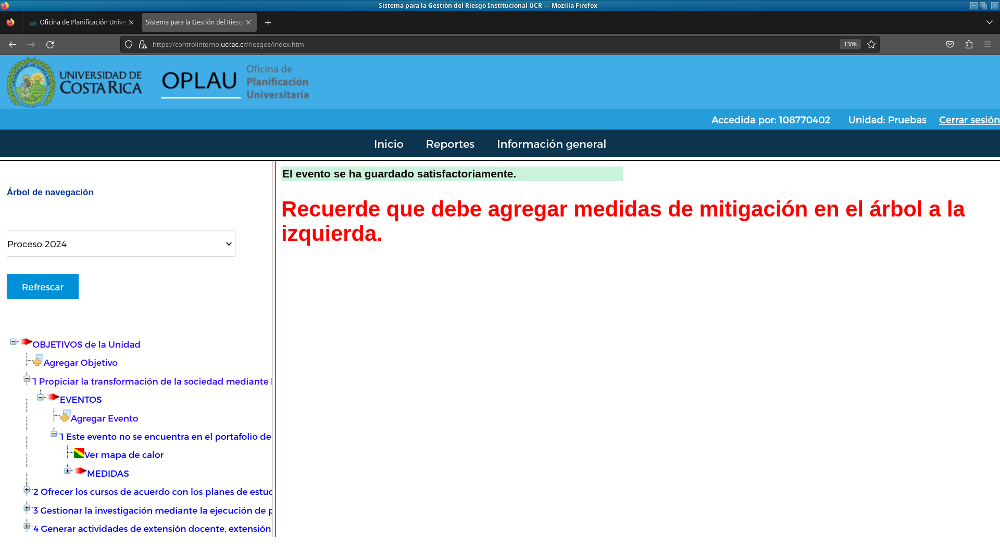 Sistema para la Gestión del Riesgo Institucional UCR — Mozilla Firefox
UCR Oficina de Planificación Unive
Sistema para la Gestión del Riesg
https://controlinterno.ucr.ac.cr/riesgos/index.htm
130%
UNIVERSIDAD DE
COSTA RICA
OPLAU
Oficina de
Planificación
Universitaria
Accedida por: 108770402 Unidad: Pruebas Cerrar sesión
Inicio Reportes Información general
Árbol de navegación
Proceso 2024
Refrescar
OBJETIVOS de la Unidad
Agregar Objetivo
1 Propiciar la transformación de la sociedad mediante
EVENTOS
Agregar Evento
1 Este evento no se encuentra en el portafolio de
Ver mapa de calor
MEDIDAS
2 Ofrecer los cursos de acuerdo con los planes de estuc
3 Gestionar la investigación mediante la ejecución de p
4 Generar actividades de extensión docente, extensión
El evento se ha guardado satisfactoriamente.
Recuerde que debe agregar medidas de mitigación en el árbol a la
izquierda.